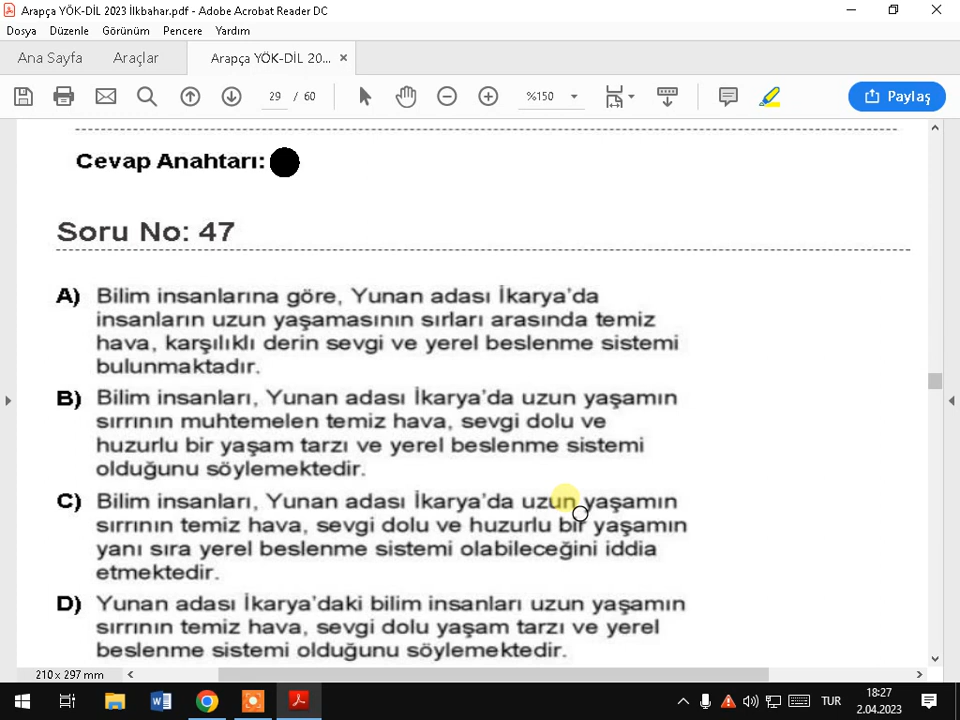 Arapça YÖK-DİL 2023 İlkbahar.pdf - Adobe Acrobat Reader DC
Dosya Düzenle Görünüm Pencere Yardım
Ana Sayfa Araçlar Arapça YÖK-DİL 20... ×
29 / 60 %150 Paylaş
Cevap Anahtarı:
Soru No: 47
A) Bilim insanlarına göre, Yunan adası İkarya'da
insanların uzun yaşamasının sırları arasında temiz
hava, karşılıklı derin sevgi ve yerel beslenme sistemi
bulunmaktadır.
B) Bilim insanları, Yunan adası İkarya'da uzun yaşamın
sırrının muhtemelen temiz hava, sevgi dolu ve
huzurlu bir yaşam tarzı ve yerel beslenme sistemi
olduğunu söylemektedir.
C) Bilim insanları, Yunan adası İkarya'da uzun yaşamın
sırrının temiz hava, sevgi dolu ve huzurlu bir yaşamın
yanı sıra yerel beslenme sistemi olabileceğini iddia
etmektedir.
D) Yunan adası İkarya'daki bilim insanları uzun yaşamın
sırrının temiz hava, sevgi dolu yaşam tarzı ve yerel
beslenme sistemi olduğunu söylemektedir.
210 x 297 mm
TUR 18:27
2.04.2023